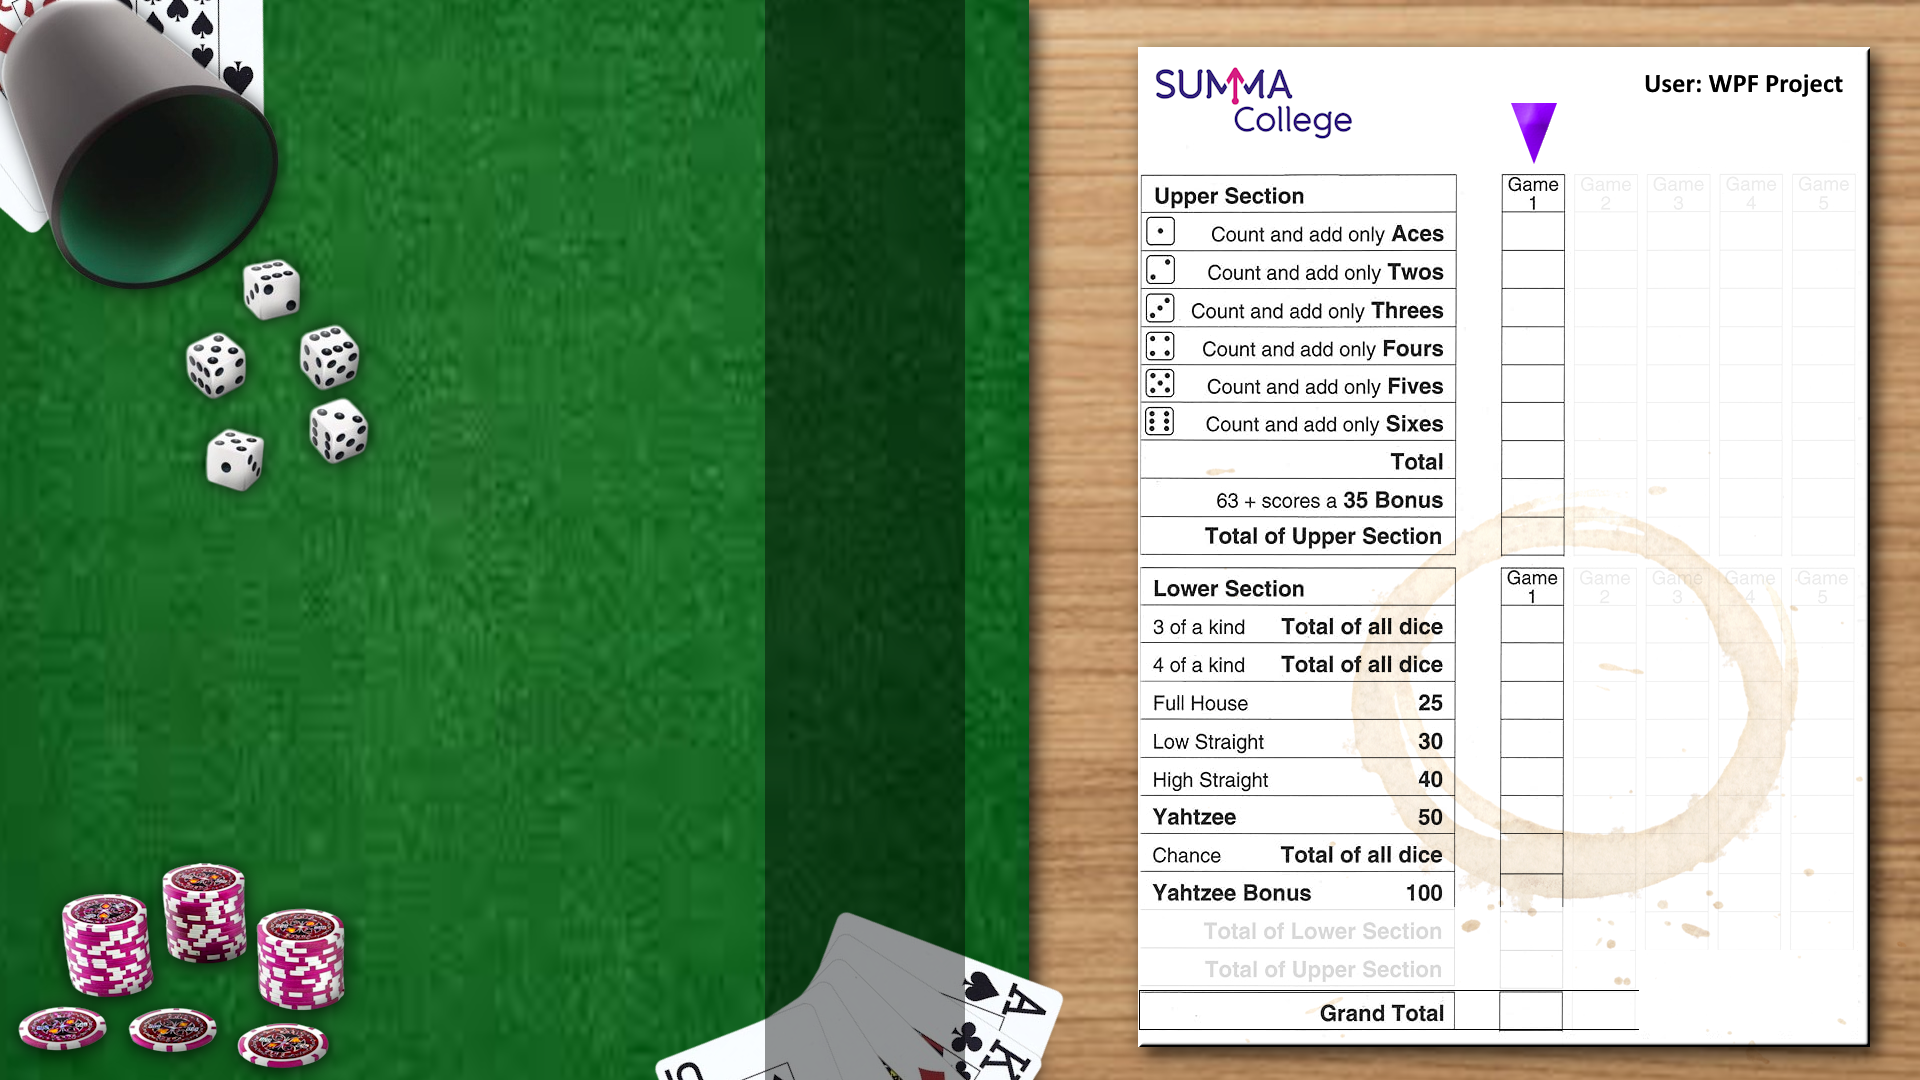 SUMMA
College
User: WPF Project
Upper Section
Game
1
Game
2
Game
3
Game
4
Game
5
Count and add only Aces
Count and add only Twos
Count and add only Threes
Count and add only Fours
Count and add only Fives
Count and add only Sixes
Total
63 + scores a 35 Bonus
Total of Upper Section
Lower Section
Game
1
Game
2
Game
3
Game
4
Game
5
3 of a kind Total of all dice
4 of a kind Total of all dice
Full House 25
Low Straight 30
High Straight 40
Yahtzee 50
Chance Total of all dice
Yahtzee Bonus 100
Total of Lower Section
Total of Upper Section
Grand Total
A
K